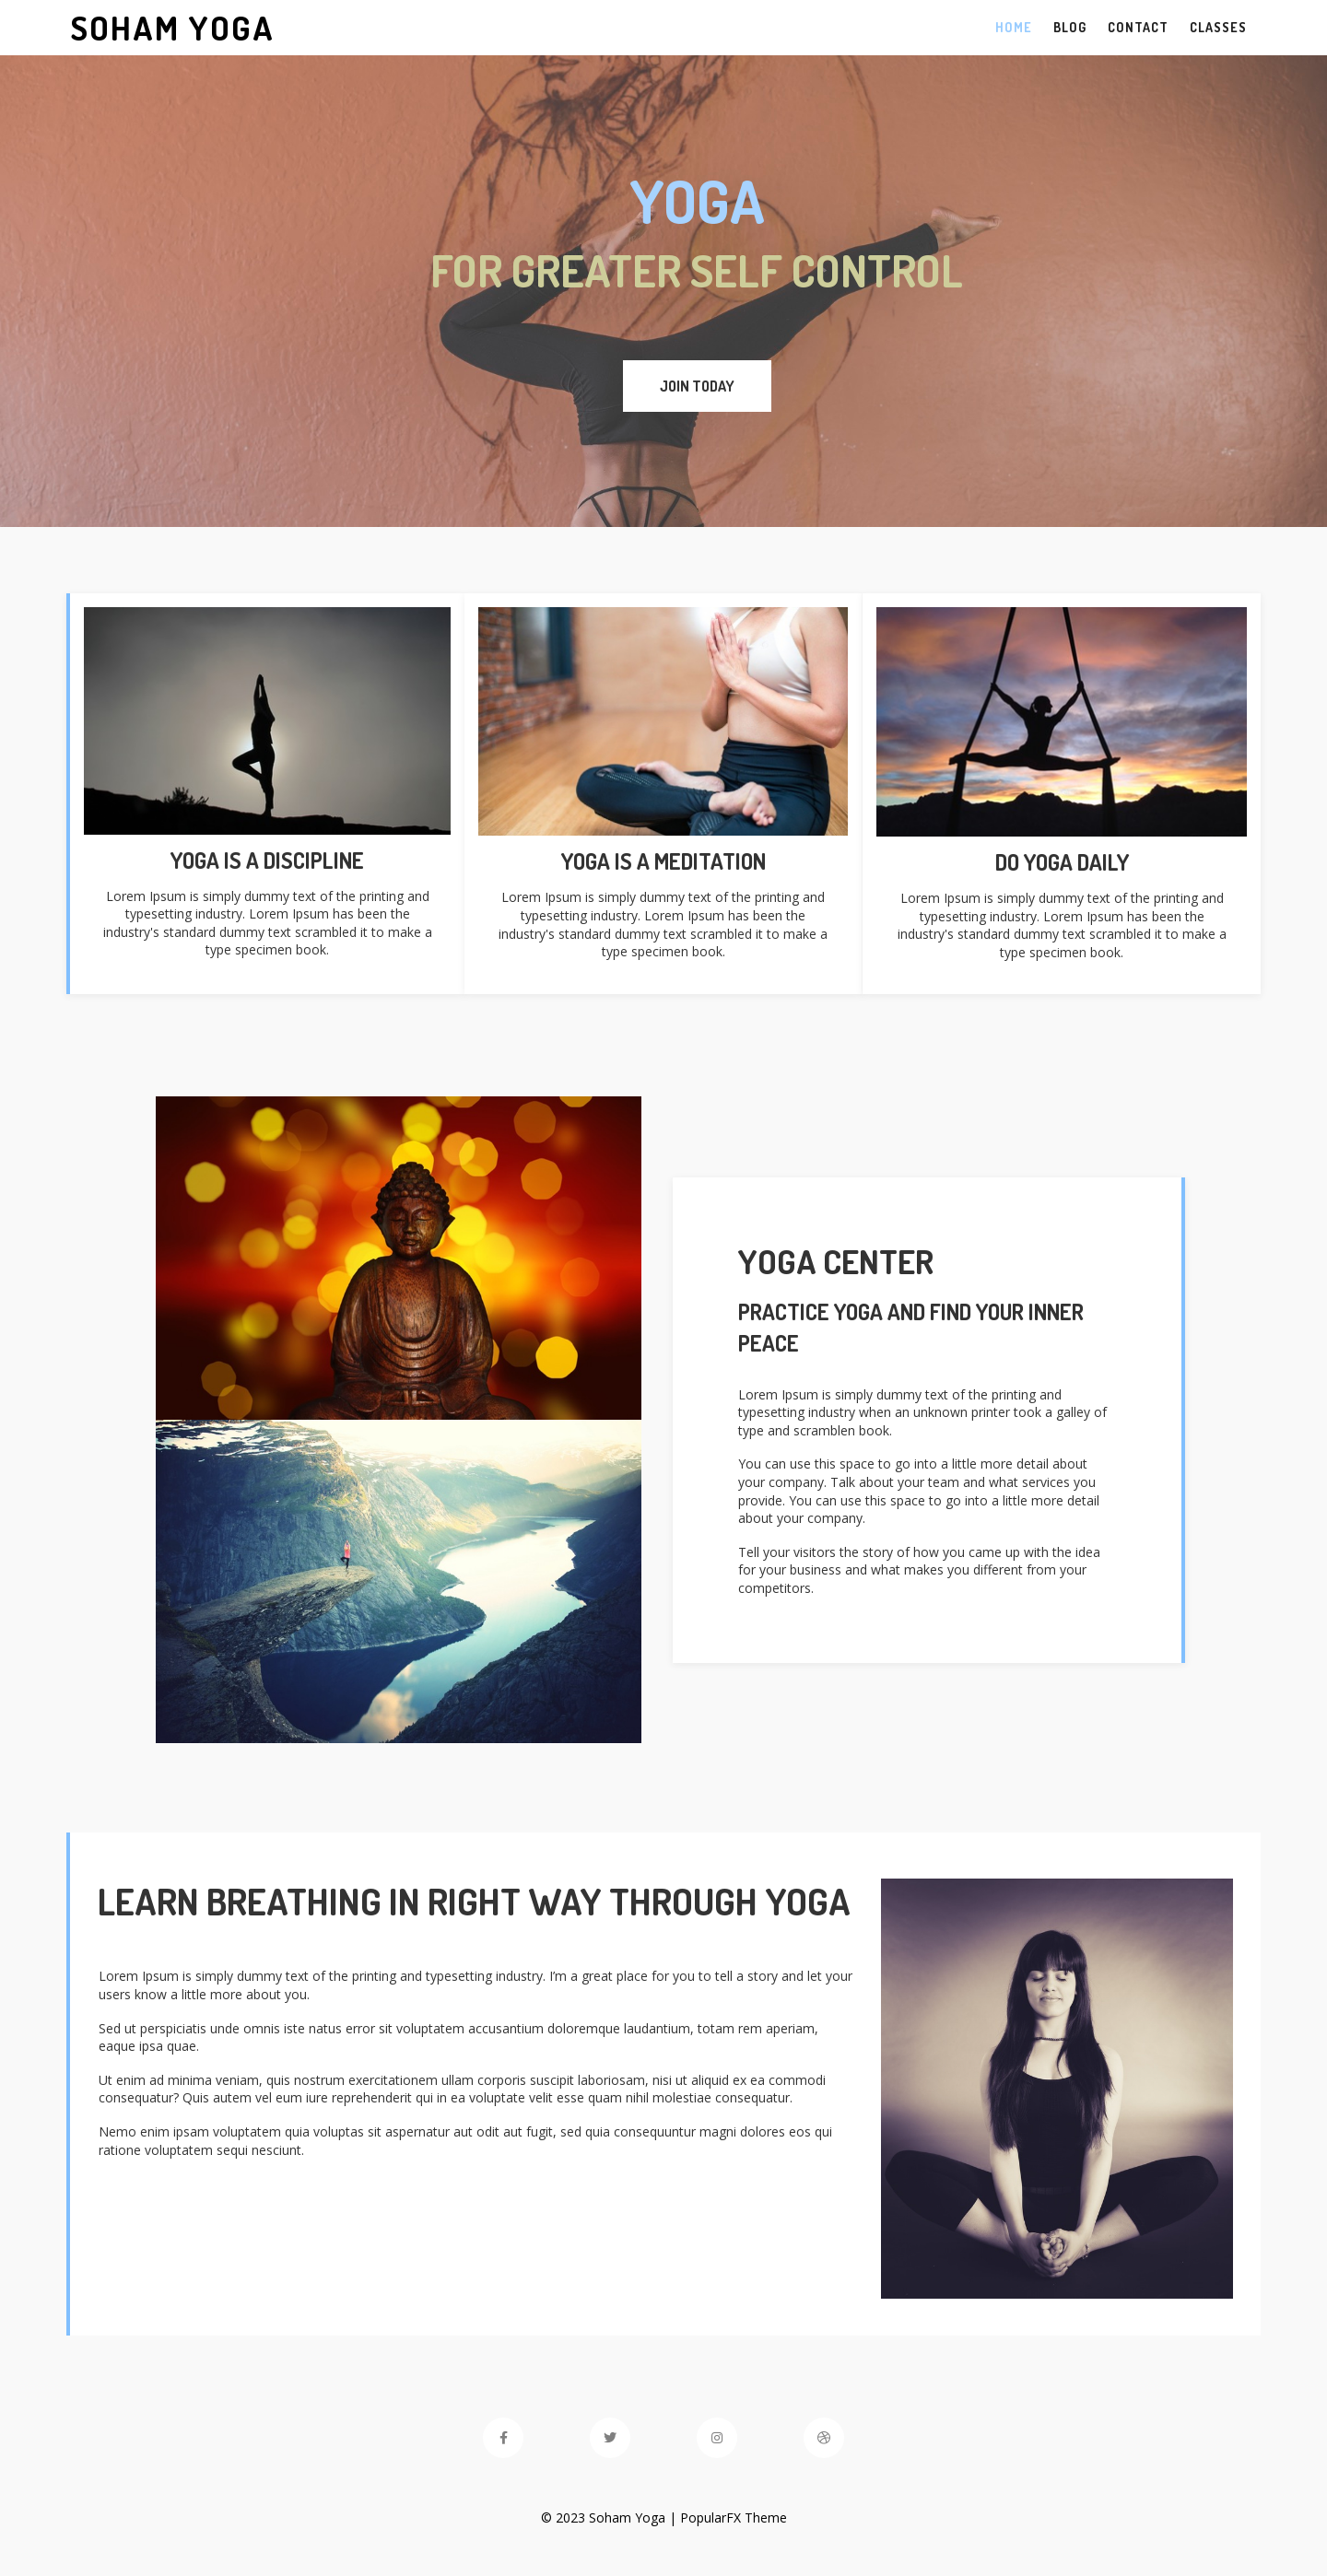 SOHAM YOGA
HOME BLOG CONTACT CLASSES
YOGA
FOR GREATER SELF CONTROL
JOIN TODAY
YOGA IS A DISCIPLINE
Lorem Ipsum is simply dummy text of the printing and
typesetting industry. Lorem Ipsum has been the
industry's standard dummy text scrambled it to make a
type specimen book.
YOGA IS A MEDITATION
Lorem Ipsum is simply dummy text of the printing and
typesetting industry. Lorem Ipsum has been the
industry's standard dummy text scrambled it to make a
type specimen book.
DO YOGA DAILY
Lorem Ipsum is simply dummy text of the printing and
typesetting industry. Lorem Ipsum has been the
industry's standard dummy text scrambled it to make a
type specimen book.
YOGA CENTER
PRACTICE YOGA AND FIND YOUR INNER
PEACE
Lorem Ipsum is simply dummy text of the printing and
typesetting industry when an unknown printer took a galley of
type and scramblen book.
You can use this space to go into a little more detail about
your company. Talk about your team and what services you
provide. You can use this space to go into a little more detail
about your company.
Tell your visitors the story of how you came up with the idea
for your business and what makes you different from your
competitors.
LEARN BREATHING IN RIGHT WAY THROUGH YOGA
Lorem Ipsum is simply dummy text of the printing and typesetting industry. I’m a great place for you to tell a story and let your
users know a little more about you.
Sed ut perspiciatis unde omnis iste natus error sit voluptatem accusantium doloremque laudantium, totam rem aperiam,
eaque ipsa quae.
Ut enim ad minima veniam, quis nostrum exercitationem ullam corporis suscipit laboriosam, nisi ut aliquid ex ea commodi
consequatur? Quis autem vel eum iure reprehenderit qui in ea voluptate velit esse quam nihil molestiae consequatur.
Nemo enim ipsam voluptatem quia voluptas sit aspernatur aut odit aut fugit, sed quia consequuntur magni dolores eos qui
ratione voluptatem sequi nesciunt.
© 2023 Soham Yoga | PopularFX Theme